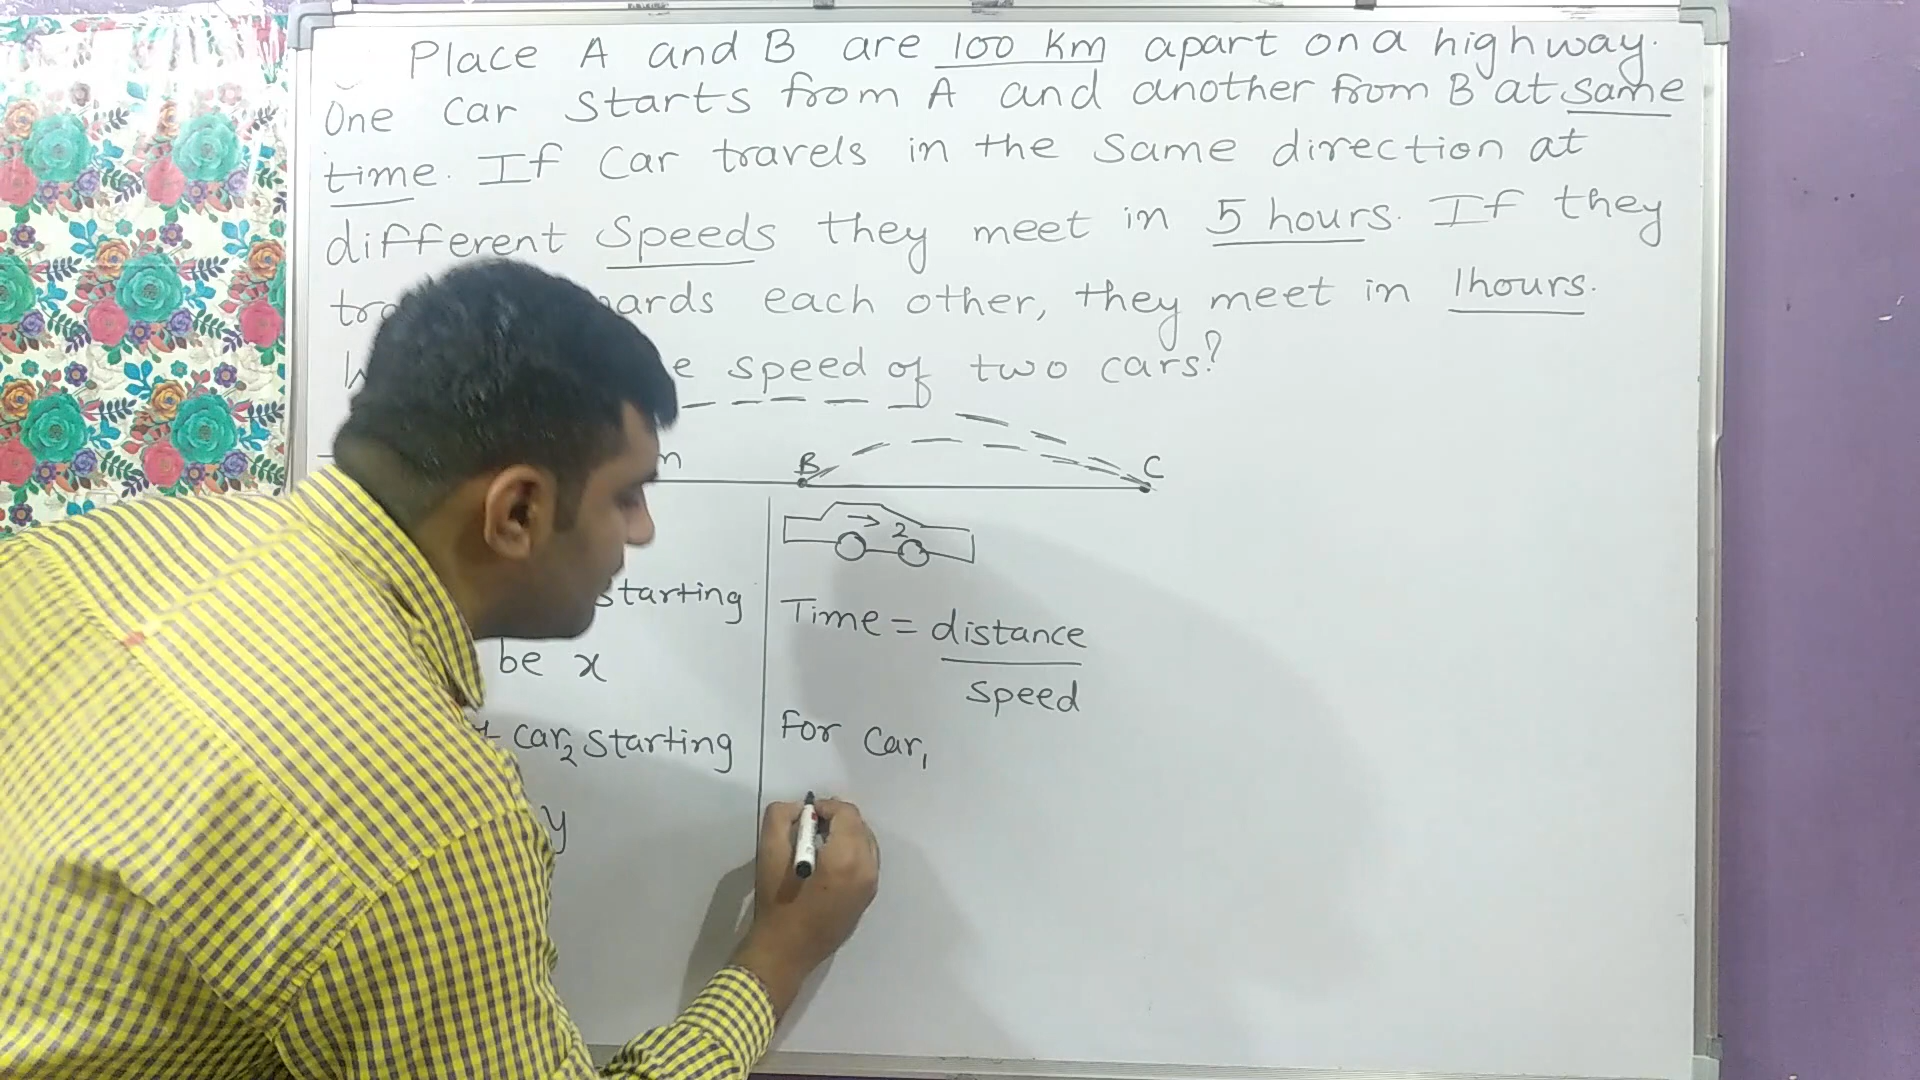 Place A and B are 100 Km apart on a highway.
One car starts from A and another from B at same
time. If car travels in the same direction at
different speeds they meet in 5 hours. If they
each other, they meet in 1hours.
speed of two cars?
B C
2
starting
be x
car2 starting
y
Time = distance
speed
For car1